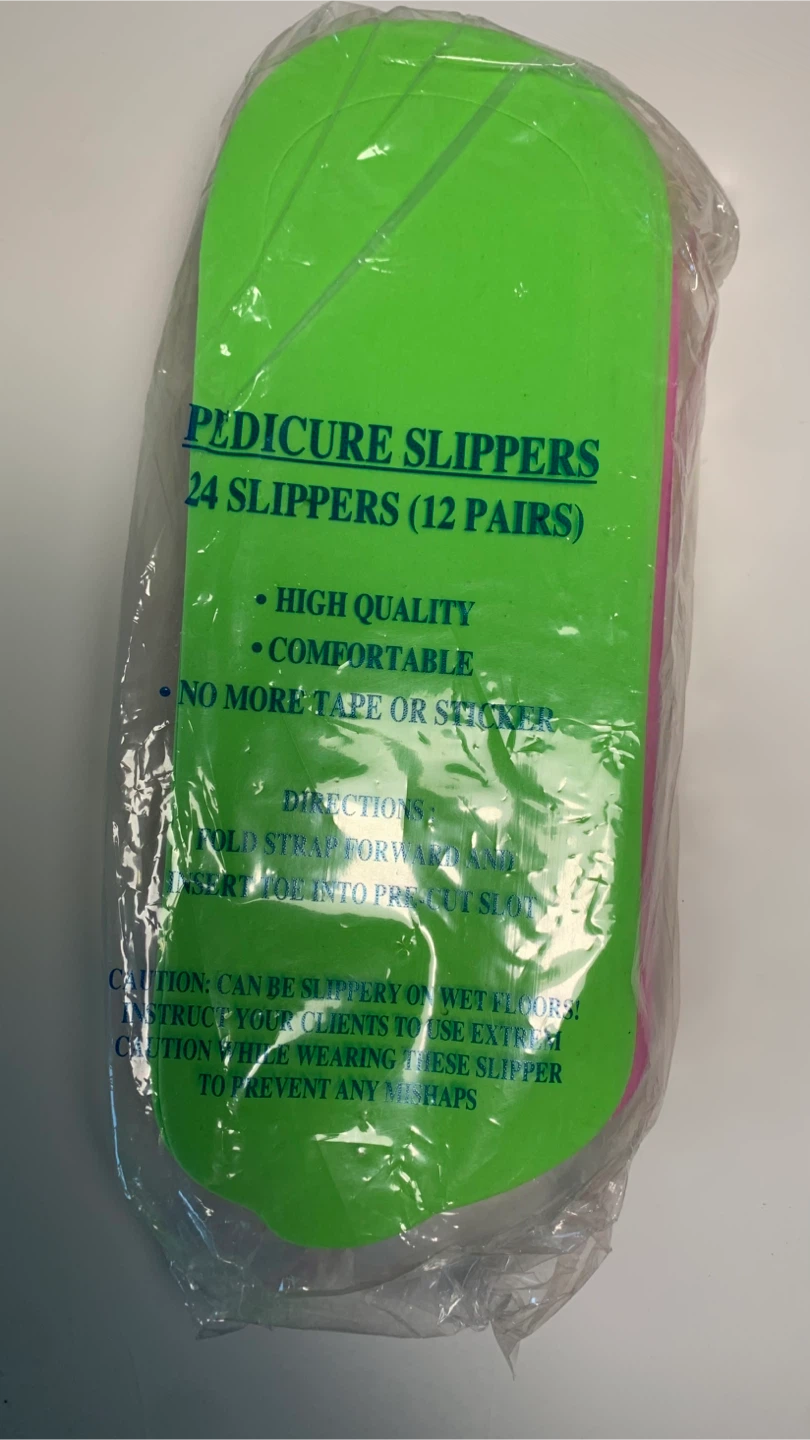 PEDICURE SLIPPERS
24 SLIPPERS (12 PAIRS)
• HIGH QUALITY
• COMFORTABLE
• NO MORE TAPE OR STICKER
DIRECTIONS :
FOLD STRAP FORWARD AND
INSERT TOE INTO PRE-CUT SLOT
CAUTION: CAN BE SLIPPERY ON WET FLOORS!
INSTRUCT YOUR CLIENTS TO USE EXTREM
CAUTION WHILE WEARING THESE SLIPPER
TO PREVENT ANY MISHAPS